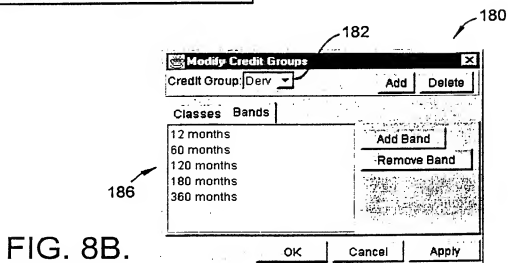 180
182
Modify Credit Groups
Credit Group: Derv Add Delete
Classes Bands
12 months
60 months
120 months
180 months
360 months
Add Band
Remove Band
186
OK Cancel Apply
FIG. 8B.